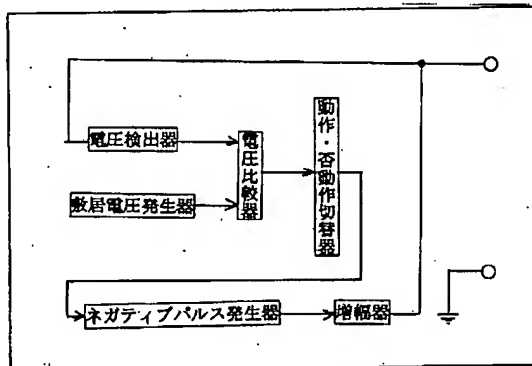 電圧検出器
敷居電圧発生器
電圧比較器
動作・否動作切替器
ネガティブパルス発生器
増幅器